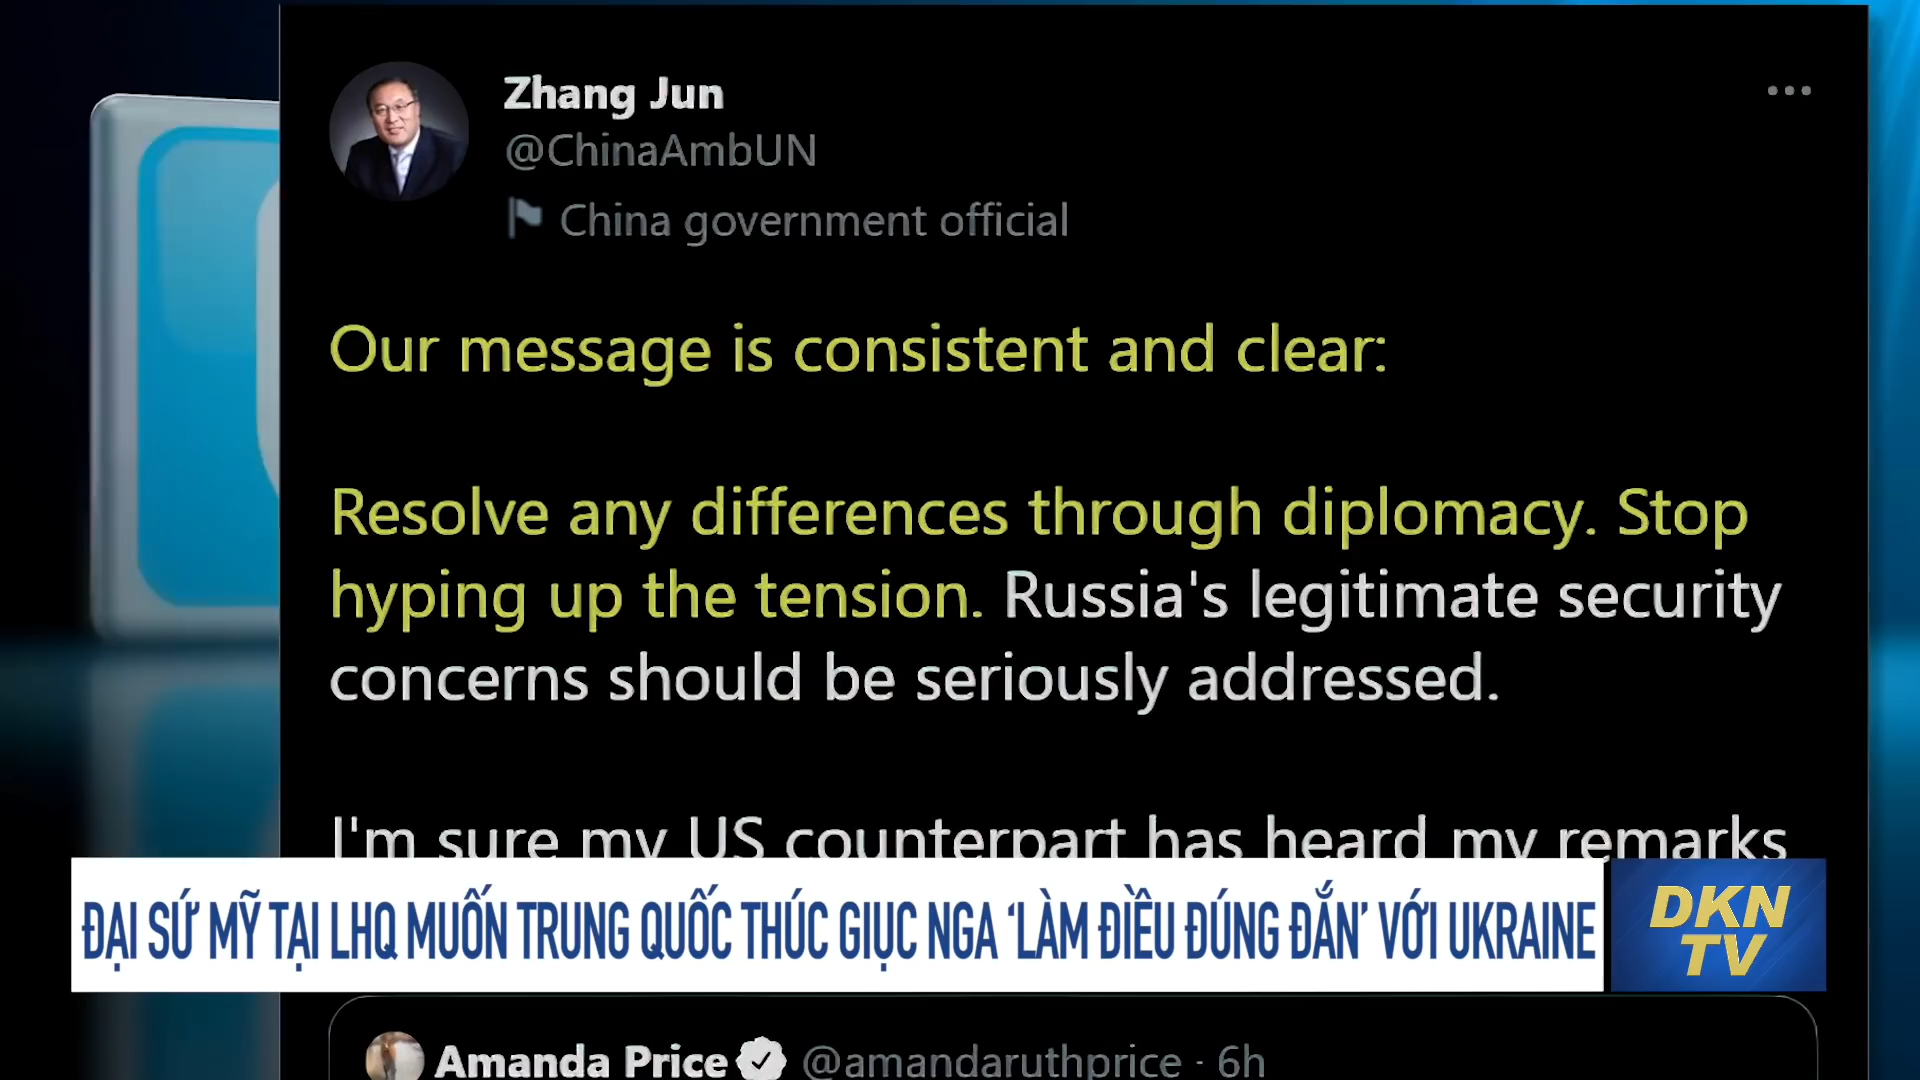 Zhang Jun
@ChinaAmbUN
China government official
Our message is consistent and clear:
Resolve any differences through diplomacy. Stop
hyping up the tension. Russia's legitimate security
concerns should be seriously addressed.
I'm sure my US counterpart has heard my remarks
ĐẠI SỨ MỸ TẠI LHQ MUỐN TRUNG QUỐC THÚC GIỤC NGA ‘LÀM ĐIỀU ĐÚNG ĐẮN’ VỚI UKRAINE
DKN
TV
Amanda Price @amandaruthprice · 6h